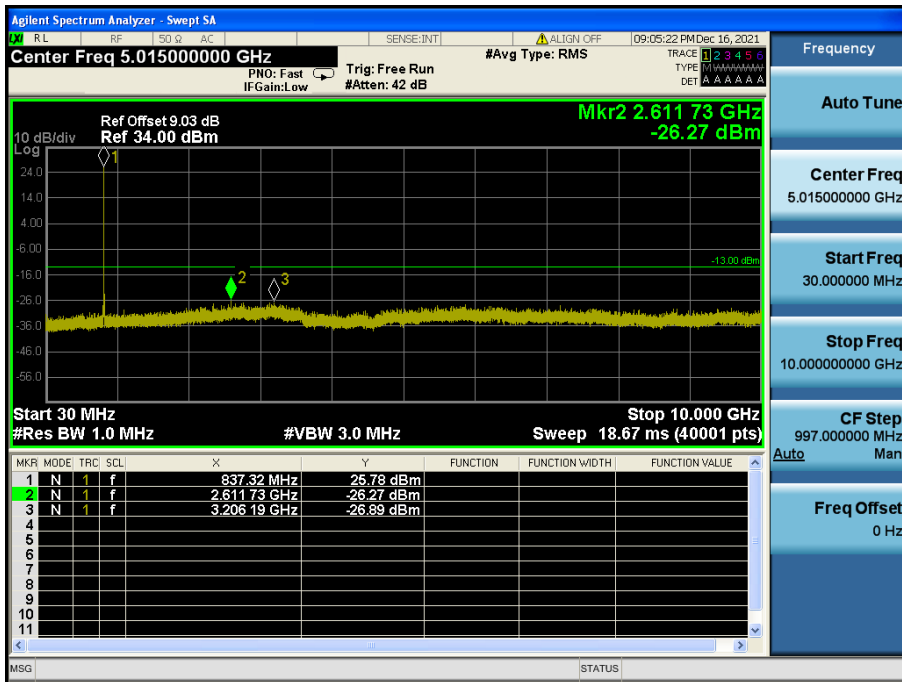 Agilent Spectrum Analyzer - Swept SA
LXI RL RF 50 Ω AC SENSE:INT ALIGN OFF 09:05:22 PM Dec 16, 2021
Center Freq 5.015000000 GHz #Avg Type: RMS TRACE 1 2 3 4 5 6
PNO: Fast Trig: Free Run TYPE M W W W W W
IFGain:Low #Atten: 42 dB DET A A A A A A
Mkr2 2.611 73 GHz
-26.27 dBm
Ref Offset 9.03 dB
10 dB/div Ref 34.00 dBm
Log
1
24.0
14.0
4.00
-6.00
-13.00 dBm
-16.0
2 3
-26.0
-36.0
-46.0
-56.0
Start 30 MHz Stop 10.000 GHz
#Res BW 1.0 MHz #VBW 3.0 MHz Sweep 18.67 ms (40001 pts)
MKR MODE TRC SCL X Y FUNCTION FUNCTION WIDTH FUNCTION VALUE
1 N 1 f 837.32 MHz 25.78 dBm
2 N 1 f 2.611 73 GHz -26.27 dBm
3 N 1 f 3.206 19 GHz -26.89 dBm
4
5
6
7
8
9
10
11
MSG STATUS
Frequency
Auto Tune
Center Freq
5.015000000 GHz
Start Freq
30.000000 MHz
Stop Freq
10.000000000 GHz
CF Step
997.000000 MHz
Auto Man
Freq Offset
0 Hz